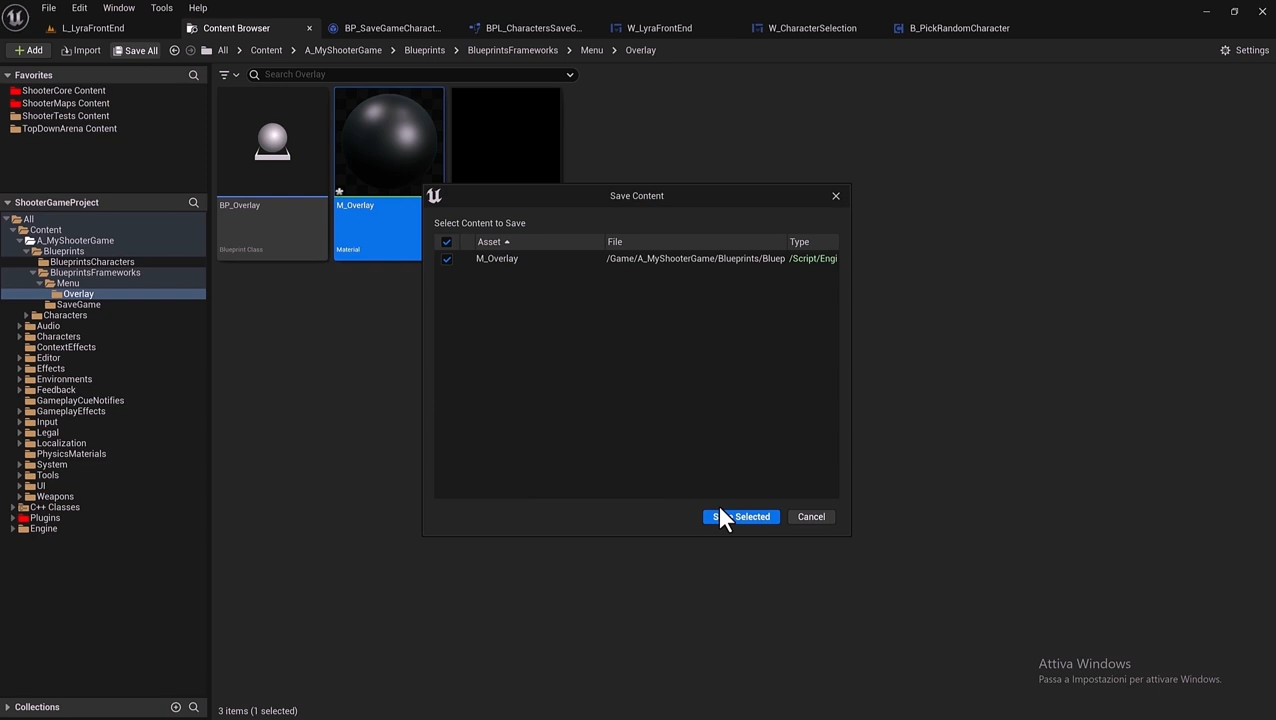 File Edit Window Tools Help
L_LyraFrontEnd Content Browser BP_SaveGameCharact... BPL_CharactersSaveG... W_LyraFrontEnd W_CharacterSelection B_PickRandomCharacter
Add Import Save All All Content A_MyShooterGame Blueprints BlueprintsFrameworks Menu Overlay Settings
Favorites
Search Overlay
ShooterCore Content
ShooterMaps Content
ShooterTests Content
TopDownArena Content
ShooterGameProject
All
Content
A_MyShooterGame
Blueprints
BlueprintsCharacters
BlueprintsFrameworks
Menu
Overlay
SaveGame
Characters
Audio
Characters
ContextEffects
Editor
Effects
Environments
Feedback
GameplayCueNotifies
GameplayEffects
Input
Legal
Localization
PhysicsMaterials
System
Tools
UI
Weapons
C++ Classes
Plugins
Engine
Collections
BP_Overlay
Blueprint Class
M_Overlay
Material
Save Content
Select Content to Save
Asset File Type
M_Overlay /Game/A_MyShooterGame/Blueprints/Bluep /Script/Engi
Selected Cancel
Attiva Windows
Passa a Impostazioni per attivare Windows.
3 items (1 selected)